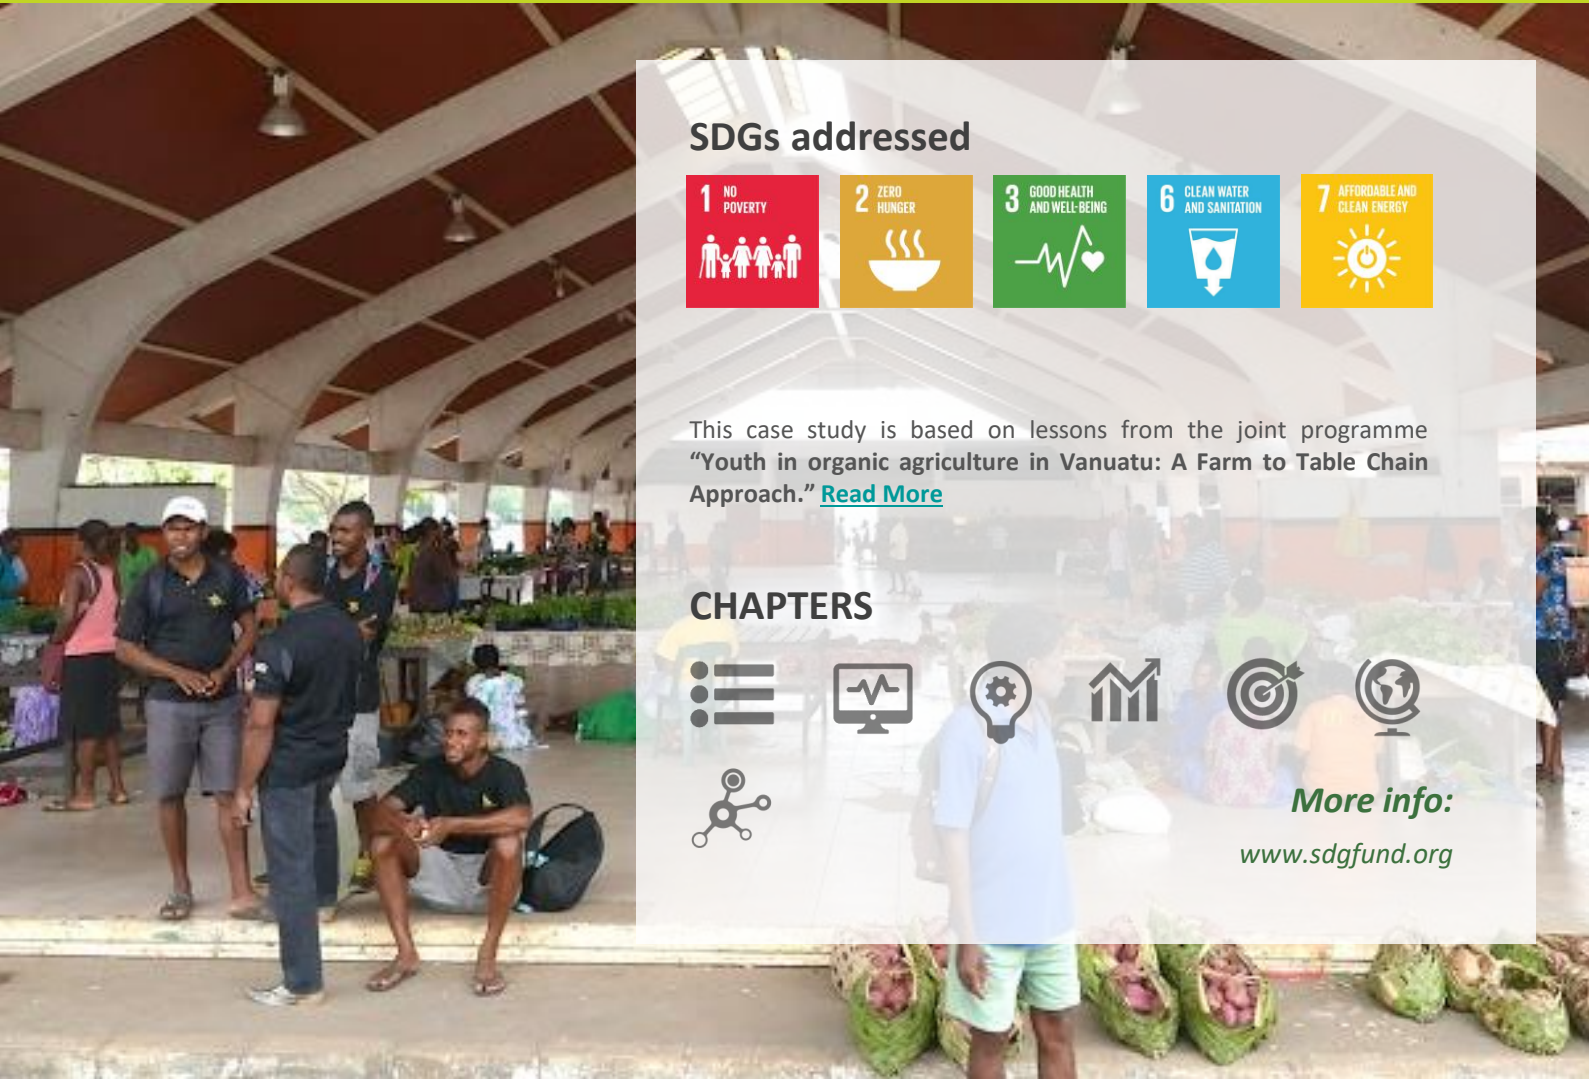 SDGs addressed
1 NO POVERTY
2 ZERO HUNGER
3 GOOD HEALTH AND WELL-BEING
6 CLEAN WATER AND SANITATION
7 AFFORDABLE AND CLEAN ENERGY
This case study is based on lessons from the joint programme
“Youth in organic agriculture in Vanuatu: A Farm to Table Chain
Approach.” Read More
CHAPTERS
More info:
www.sdgfund.org